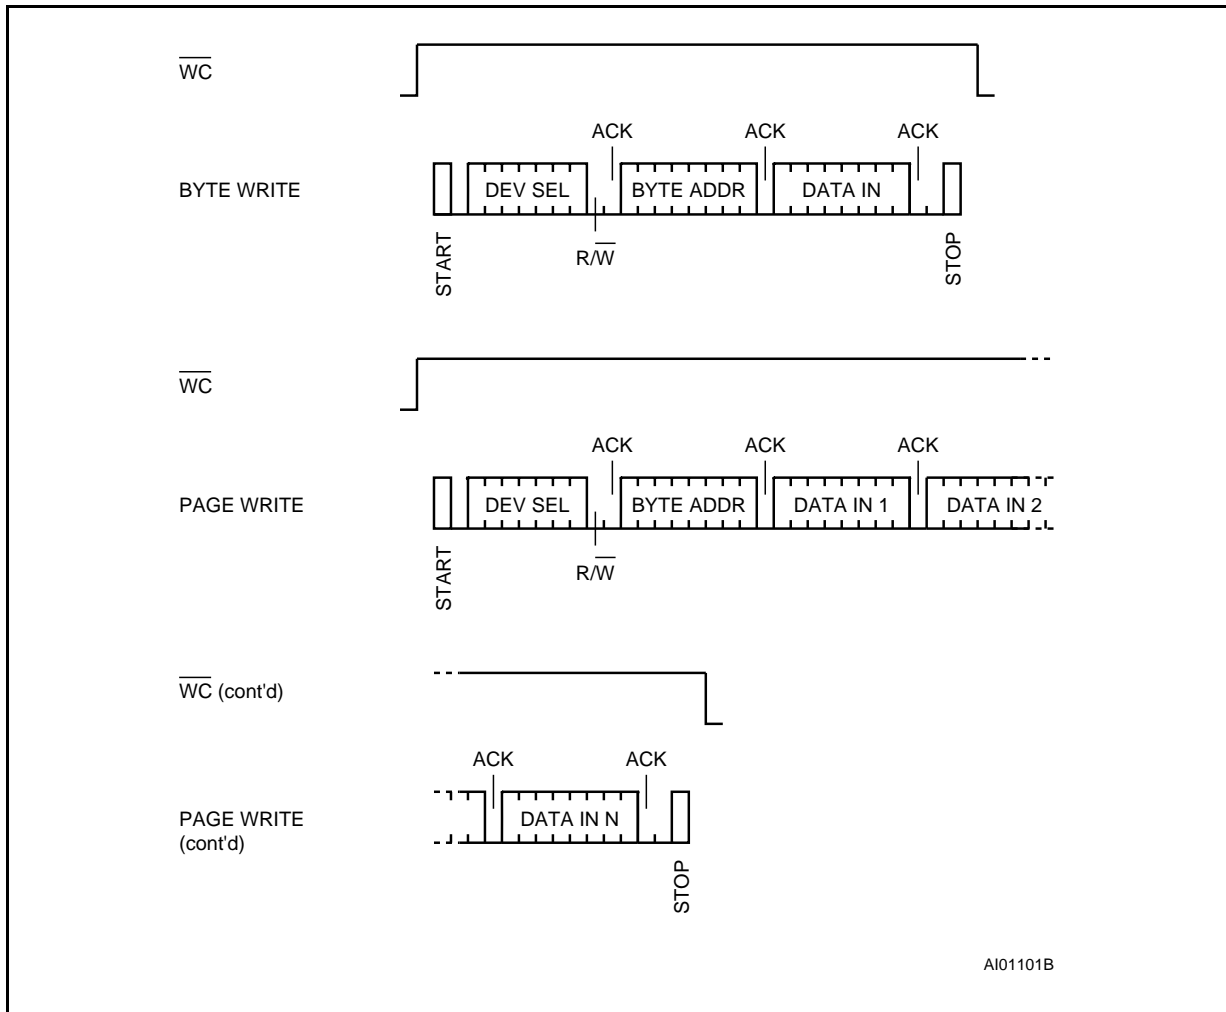 WC
ACK ACK ACK
BYTE WRITE DEV SEL BYTE ADDR DATA IN
R/W
START STOP
WC
ACK ACK ACK
PAGE WRITE DEV SEL BYTE ADDR DATA IN 1 DATA IN 2
R/W
START
WC (cont'd)
ACK ACK
PAGE WRITE DATA IN N
(cont'd)
STOP
AI01101B